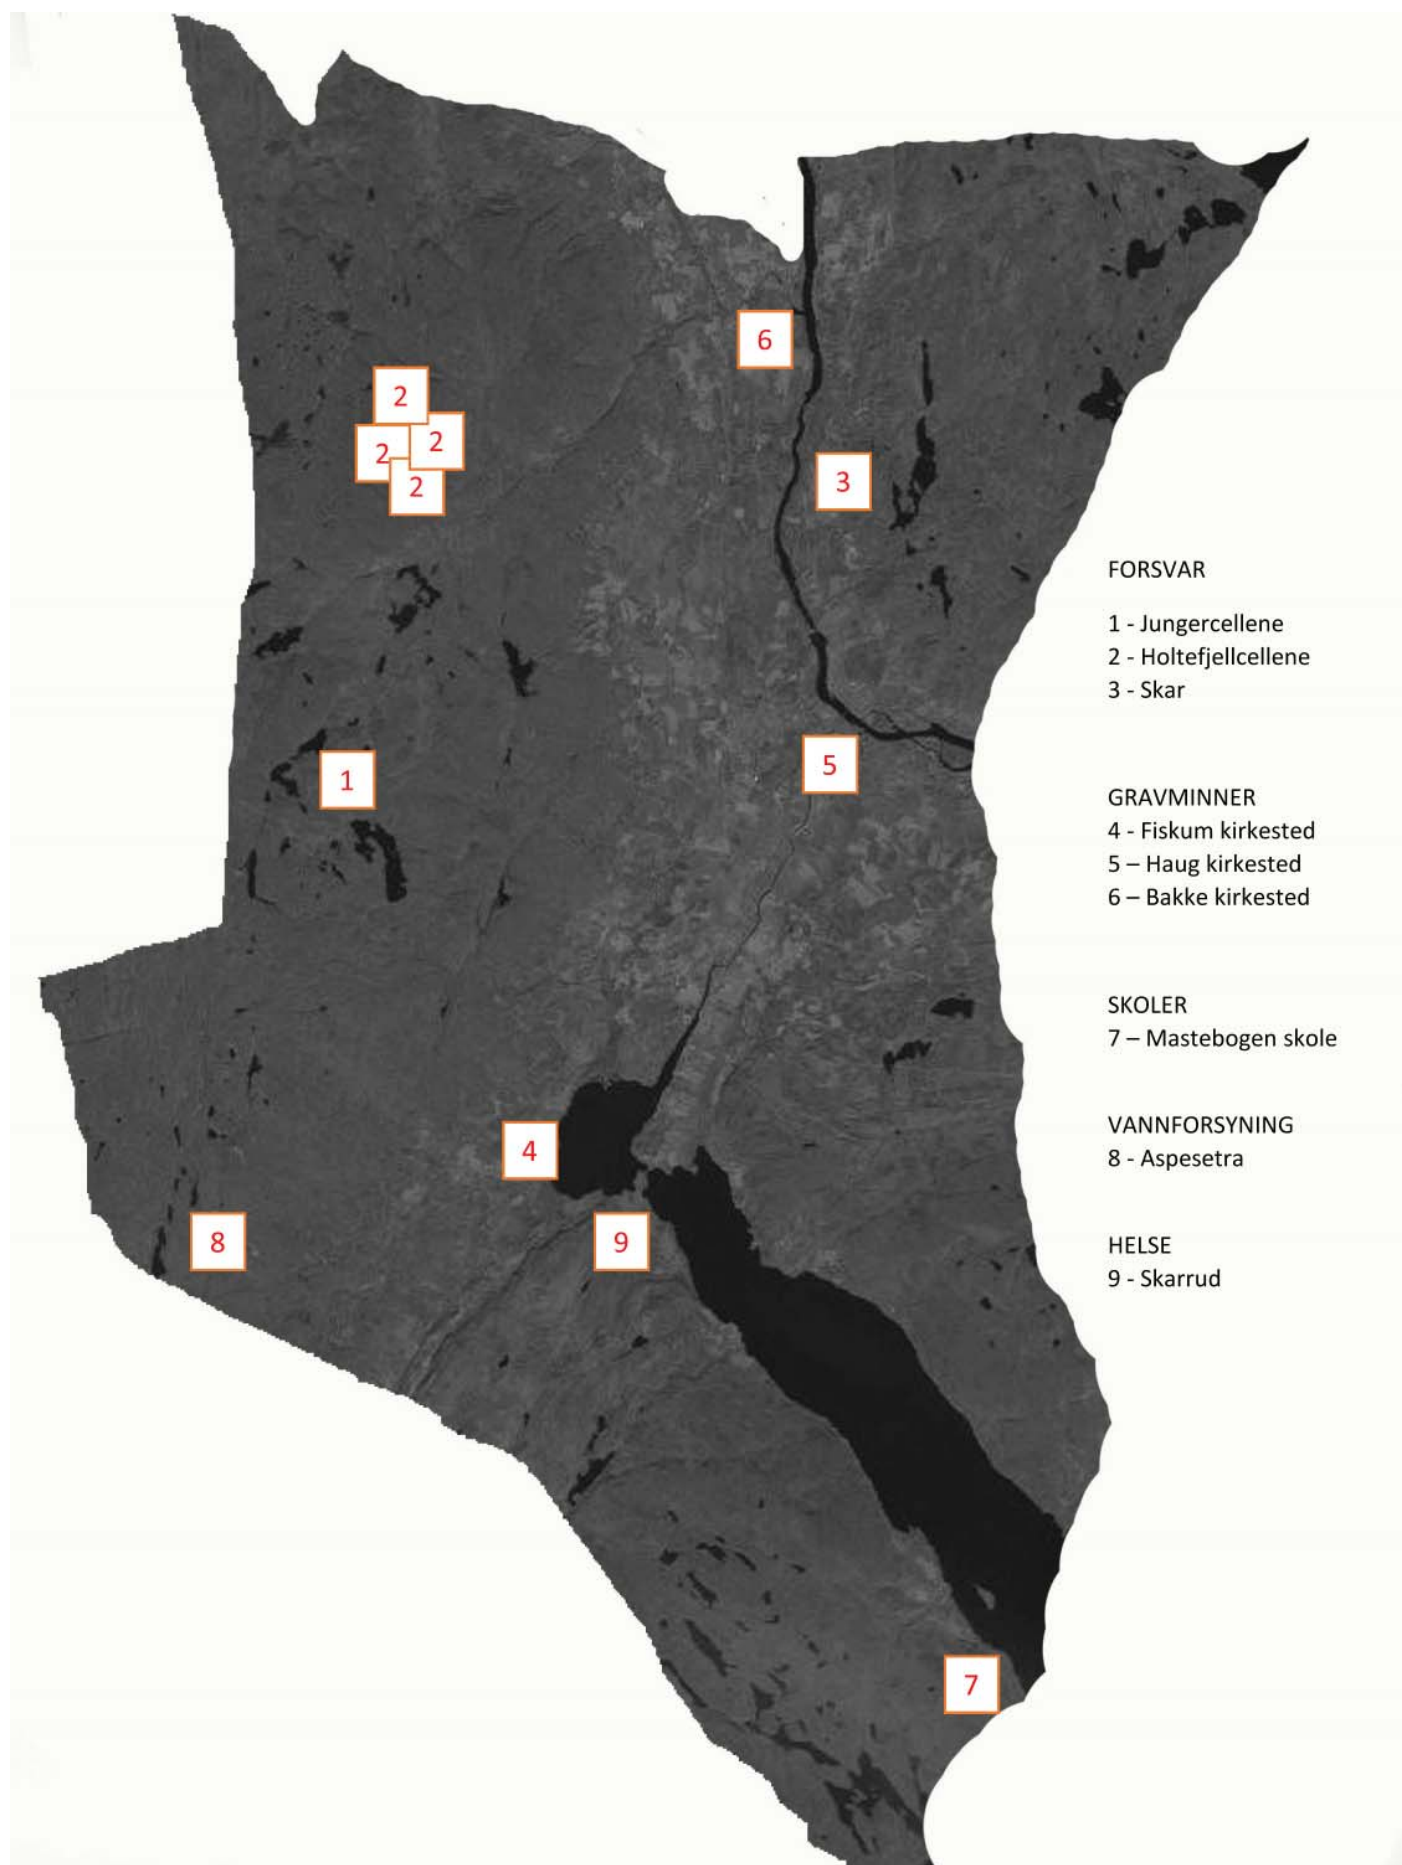 6
2
2
2
2
3
FORSVAR
1 - Jungercellene
2 - Holtefjellcellene
3 - Skar
5
1
GRAVMINNER
4 - Fiskum kirkested
5 – Haug kirkested
6 – Bakke kirkested
SKOLER
7 – Mastebogen skole
4
VANNFORSYNING
8 - Aspesetra
8
9
HELSE
9 - Skarrud
7